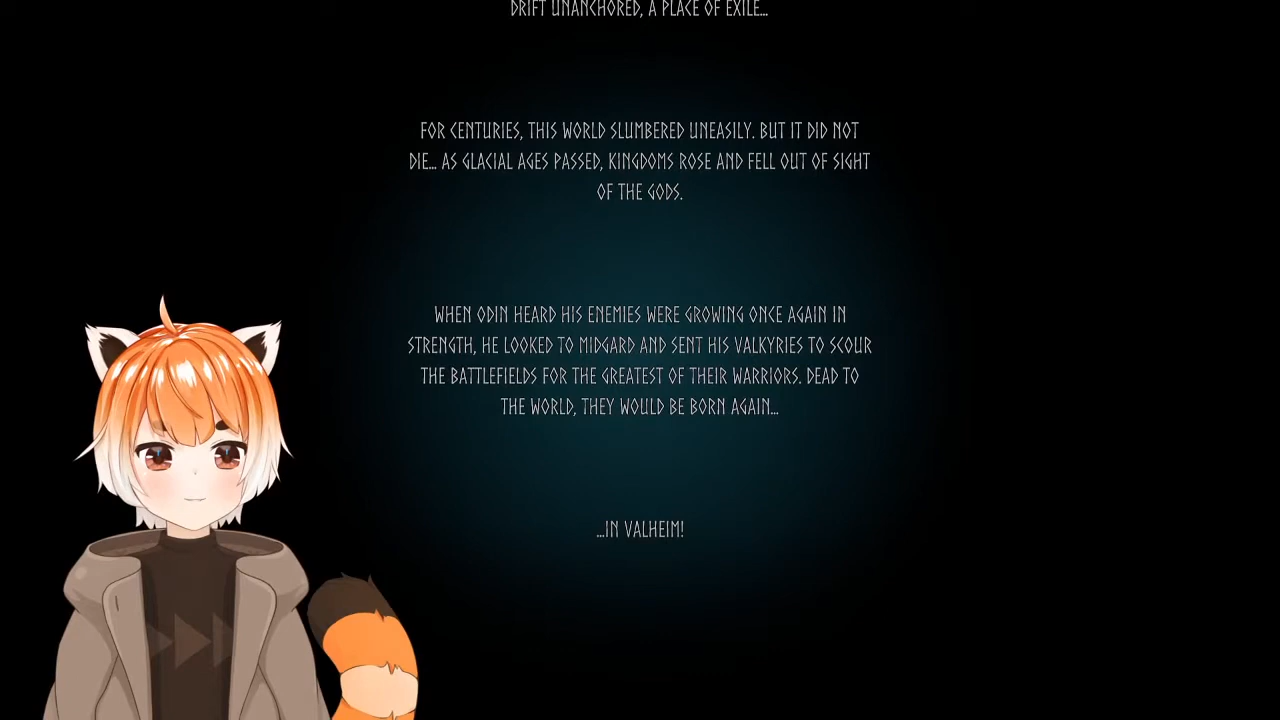 DRIFT UNANCHORED, A PLACE OF EXILE...
FOR CENTURIES, THIS WORLD SLUMBERED UNEASILY. BUT IT DID NOT
DIE... AS GLACIAL AGES PASSED, KINGDOMS ROSE AND FELL OUT OF SIGHT
OF THE GODS.
WHEN ODIN HEARD HIS ENEMIES WERE GROWING ONCE AGAIN IN
STRENGTH, HE LOOKED TO MIDGARD AND SENT HIS VALKYRIES TO SCOUR
THE BATTLEFIELDS FOR THE GREATEST OF THEIR WARRIORS. DEAD TO
THE WORLD, THEY WOULD BE BORN AGAIN...
...IN VALHEIM!